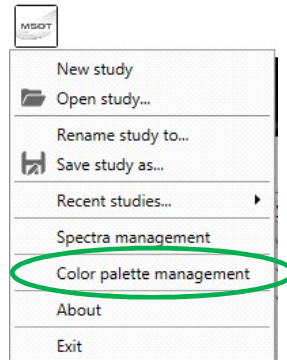 MSOT
New study
Open study...
Rename study to...
Save study as...
Recent studies...
Spectra management
Color palette management
About
Exit